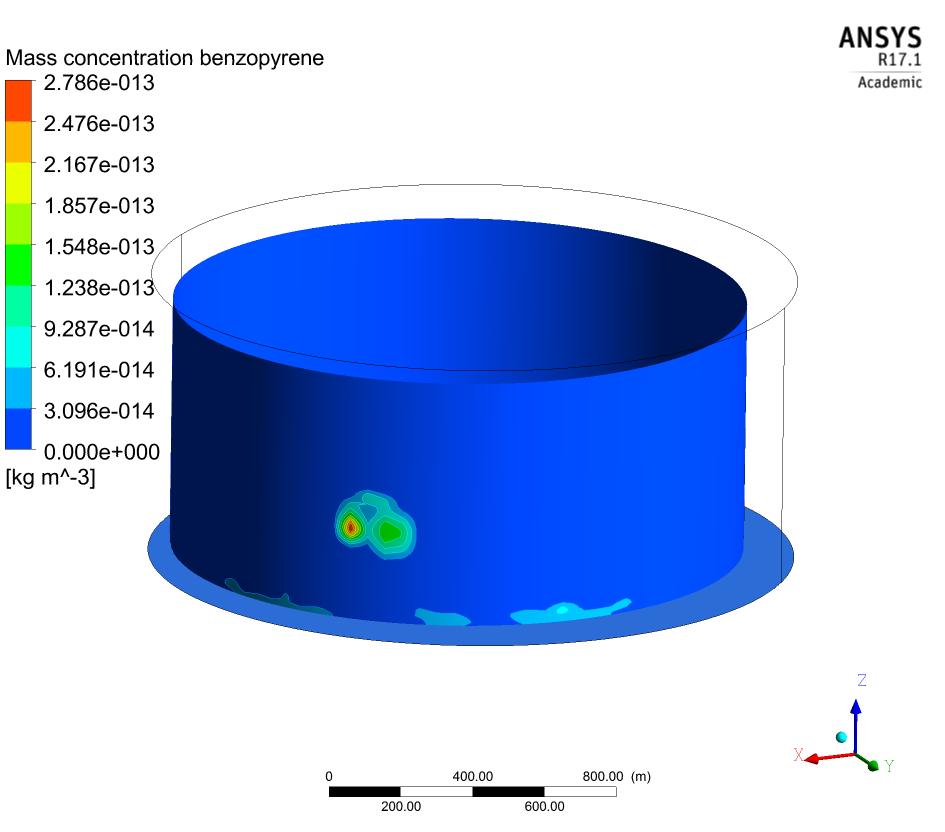 ANSYS
R17.1
Academic
Mass concentration benzopyrene
2.786e-013
2.476e-013
2.167e-013
1.857e-013
1.548e-013
1.238e-013
9.287e-014
6.191e-014
3.096e-014
0.000e+000
[kg m^-3]
Z
X
Y
0 400.00 800.00 (m)
200.00 600.00